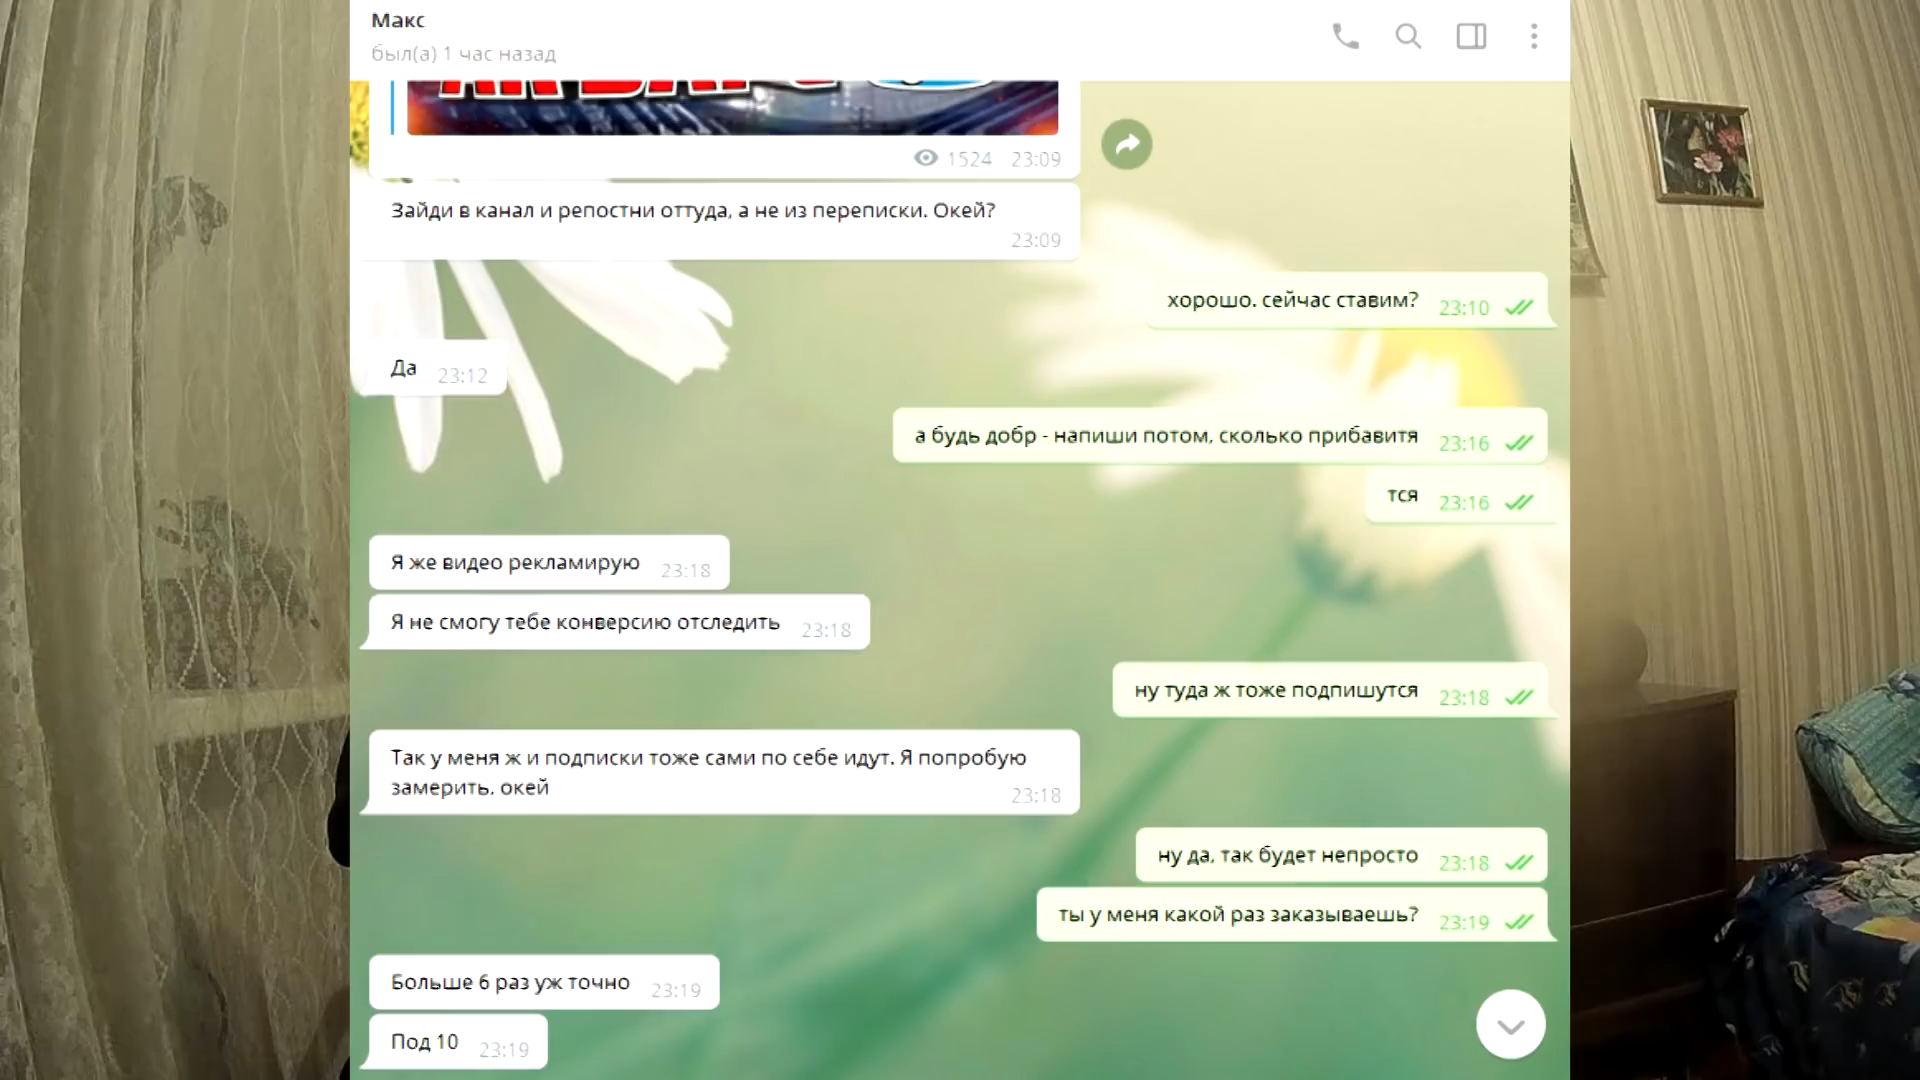 Макс
был(а) 1 час назад
1524 23:09
Зайди в канал и репостни оттуда, а не из переписки. Окей?
23:09
хорошо. сейчас ставим? 23:10
Да 23:12
а будь добр - напиши потом, сколько прибавитя 23:16
тся 23:16
Я же видео рекламирую 23:18
Я не смогу тебе конверсию отследить 23:18
ну туда ж тоже подпишутся 23:18
Так у меня ж и подписки тоже сами по себе идут. Я попробую
замерить, окей 23:18
ну да, так будет непросто 23:18
ты у меня какой раз заказываешь? 23:19
Больше 6 раз уж точно 23:19
Под 10 23:19